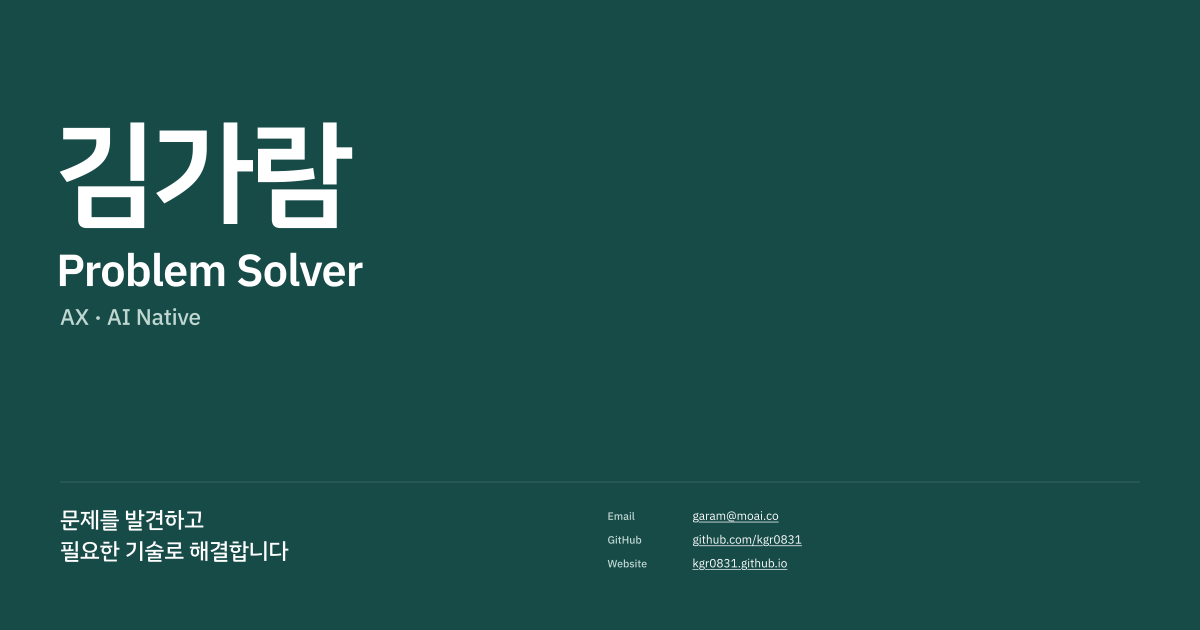 김가람
Problem Solver
AX · AI Native
문제를 발견하고
필요한 기술로 해결합니다
Email garam@moai.co
GitHub github.com/kgr0831
Website kgr0831.github.io